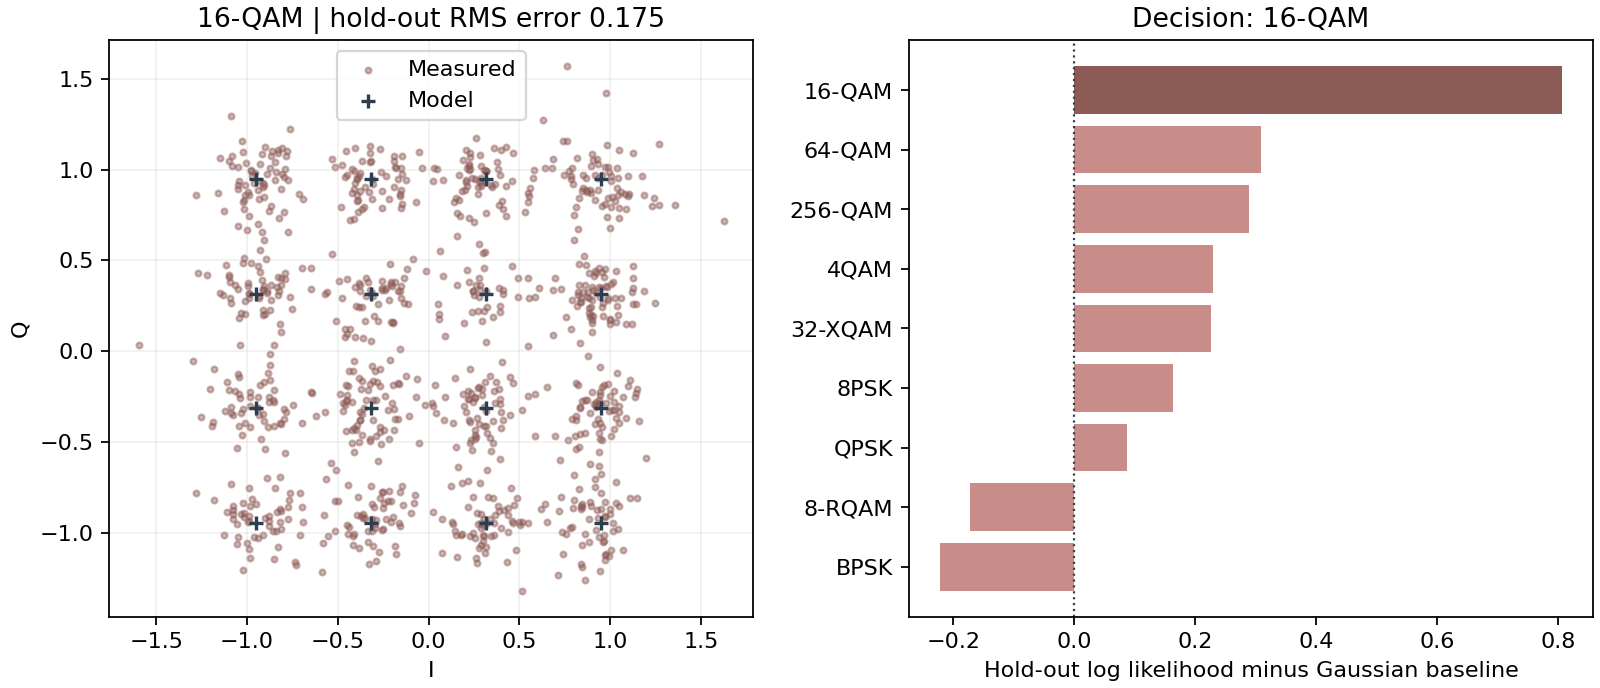 16-QAM | hold-out RMS error 0.175
Measured
Model
1.5
1.0
0.5
0.0
−0.5
−1.0
Q
−1.5
−1.0
−0.5
0.0
0.5
1.0
1.5
I
Decision: 16-QAM
16-QAM
64-QAM
256-QAM
4QAM
32-XQAM
8PSK
QPSK
8-RQAM
BPSK
−0.2
0.0
0.2
0.4
0.6
0.8
Hold-out log likelihood minus Gaussian baseline